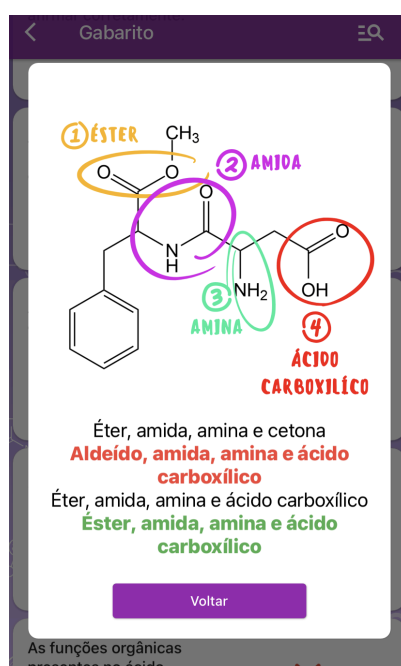 Gabarito
1 ÉSTER
CH3
O
O
2 AMIDA
O
O
N
H
NH2
OH
3
AMINA
4
ÁCIDO
CARBOXILÍCO
Éter, amida, amina e cetona
Aldeído, amida, amina e ácido
carboxílico
Éter, amida, amina e ácido carboxílico
Éster, amida, amina e ácido
carboxílico
Voltar
As funções orgânicas